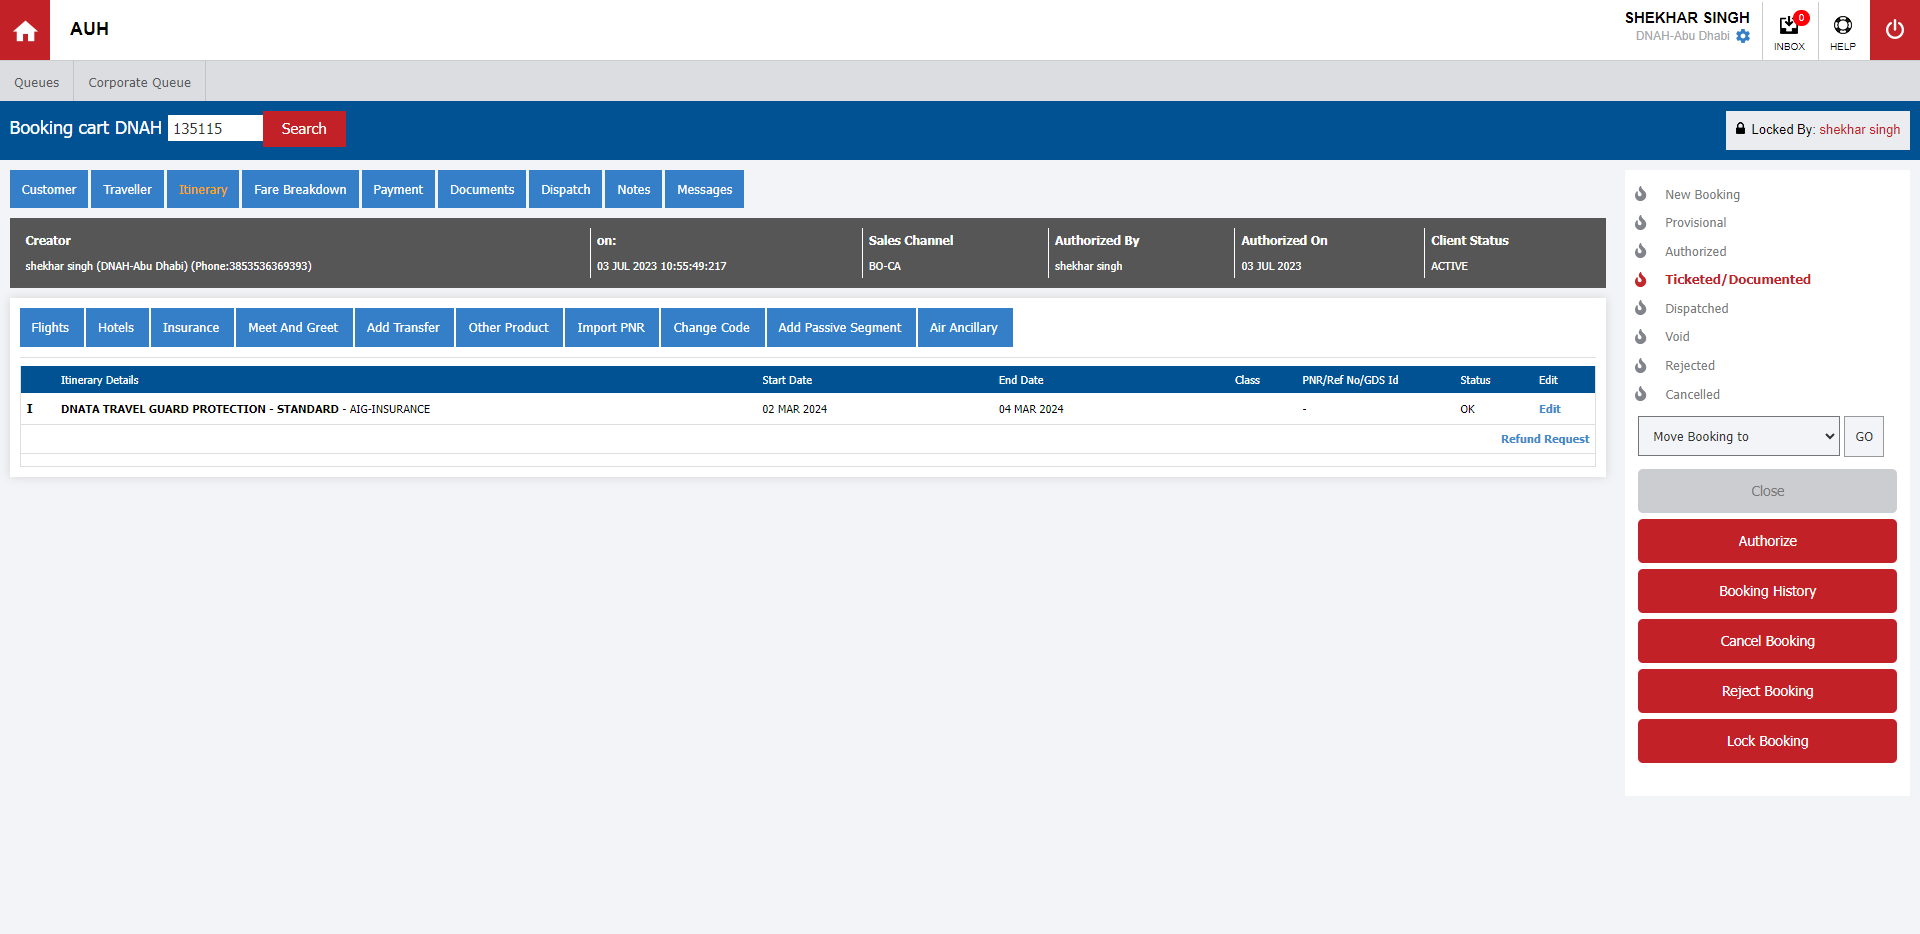 AUH
SHEKHAR SINGH
DNAH-Abu Dhabi
0
INBOX
HELP
Queues
Corporate Queue
Booking cart DNAH 135115 Search
Locked By: shekhar singh
Customer Traveller Itinerary Fare Breakdown Payment Documents Dispatch Notes Messages
Creator on: Sales Channel Authorized By Authorized On Client Status
shekhar singh (DNAH-Abu Dhabi) (Phone:3853536369393) 03 JUL 2023 10:55:49:217 BO-CA shekhar singh 03 JUL 2023 ACTIVE
Flights Hotels Insurance Meet And Greet Add Transfer Other Product Import PNR Change Code Add Passive Segment Air Ancillary
Itinerary Details Start Date End Date Class PNR/Ref No/GDS Id Status Edit
I DNATA TRAVEL GUARD PROTECTION - STANDARD - AIG-INSURANCE 02 MAR 2024 04 MAR 2024 - OK Edit
Refund Request
New Booking
Provisional
Authorized
Ticketed/Documented
Dispatched
Void
Rejected
Cancelled
Move Booking to GO
Close
Authorize
Booking History
Cancel Booking
Reject Booking
Lock Booking